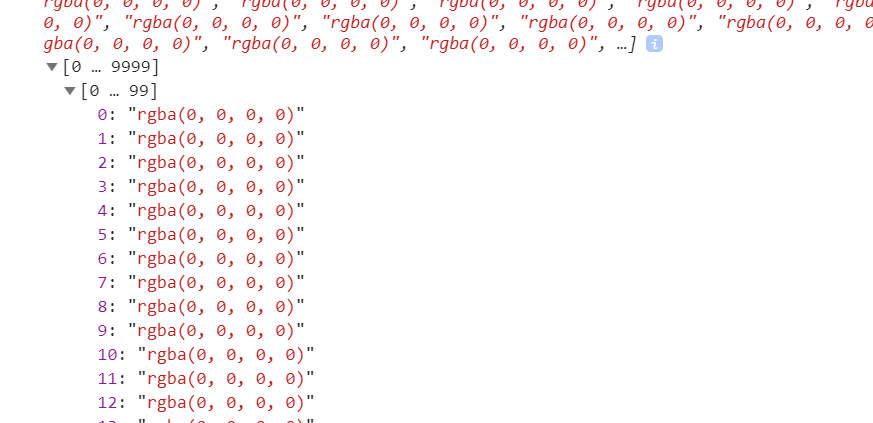 rgba(0, 0, 0, 0)", "rgba(0, 0, 0, 0)", "rgba(0, 0, 0, 0)", "rgba(0, 0, 0, 0)", "rgba
0, 0)", "rgba(0, 0, 0, 0)", "rgba(0, 0, 0, 0)", "rgba(0, 0, 0, 0)", "rgba(0, 0, 0, 0
gba(0, 0, 0, 0)", "rgba(0, 0, 0, 0)", "rgba(0, 0, 0, 0)", …] i
▼[0 … 9999]
▼[0 … 99]
0: "rgba(0, 0, 0, 0)"
1: "rgba(0, 0, 0, 0)"
2: "rgba(0, 0, 0, 0)"
3: "rgba(0, 0, 0, 0)"
4: "rgba(0, 0, 0, 0)"
5: "rgba(0, 0, 0, 0)"
6: "rgba(0, 0, 0, 0)"
7: "rgba(0, 0, 0, 0)"
8: "rgba(0, 0, 0, 0)"
9: "rgba(0, 0, 0, 0)"
10: "rgba(0, 0, 0, 0)"
11: "rgba(0, 0, 0, 0)"
12: "rgba(0, 0, 0, 0)"